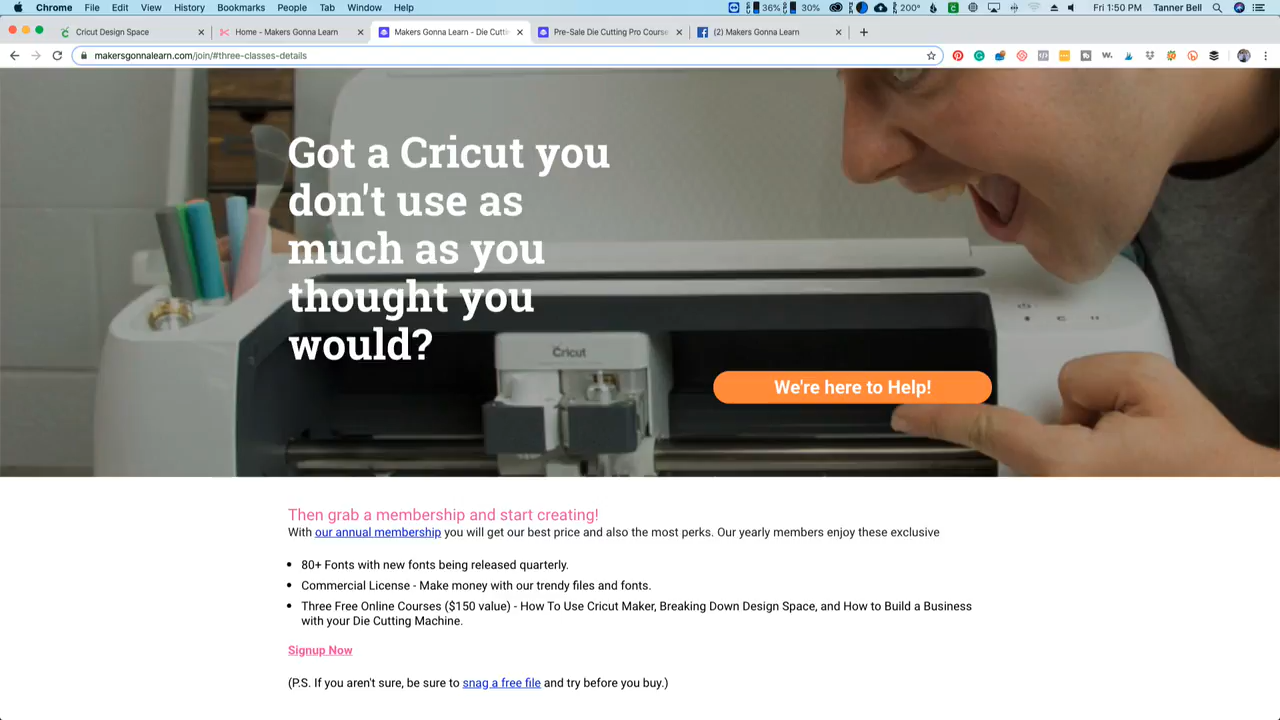 Chrome File Edit View History Bookmarks People Tab Window Help 36% 30% 200° Fri 1:50 PM Tanner Bell
Cricut Design Space Home - Makers Gonna Learn Makers Gonna Learn - Die Cuttin Pre-Sale Die Cutting Pro Course (2) Makers Gonna Learn
makersgonnalearn.com/join/#three-classes-details
Got a Cricut you
don't use as
much as you
thought you
would?
Cricut
We're here to Help!
Then grab a membership and start creating!
With our annual membership you will get our best price and also the most perks. Our yearly members enjoy these exclusive
• 80+ Fonts with new fonts being released quarterly.
• Commercial License - Make money with our trendy files and fonts.
• Three Free Online Courses ($150 value) - How To Use Cricut Maker, Breaking Down Design Space, and How to Build a Business
with your Die Cutting Machine.
Signup Now
(P.S. If you aren't sure, be sure to snag a free file and try before you buy.)